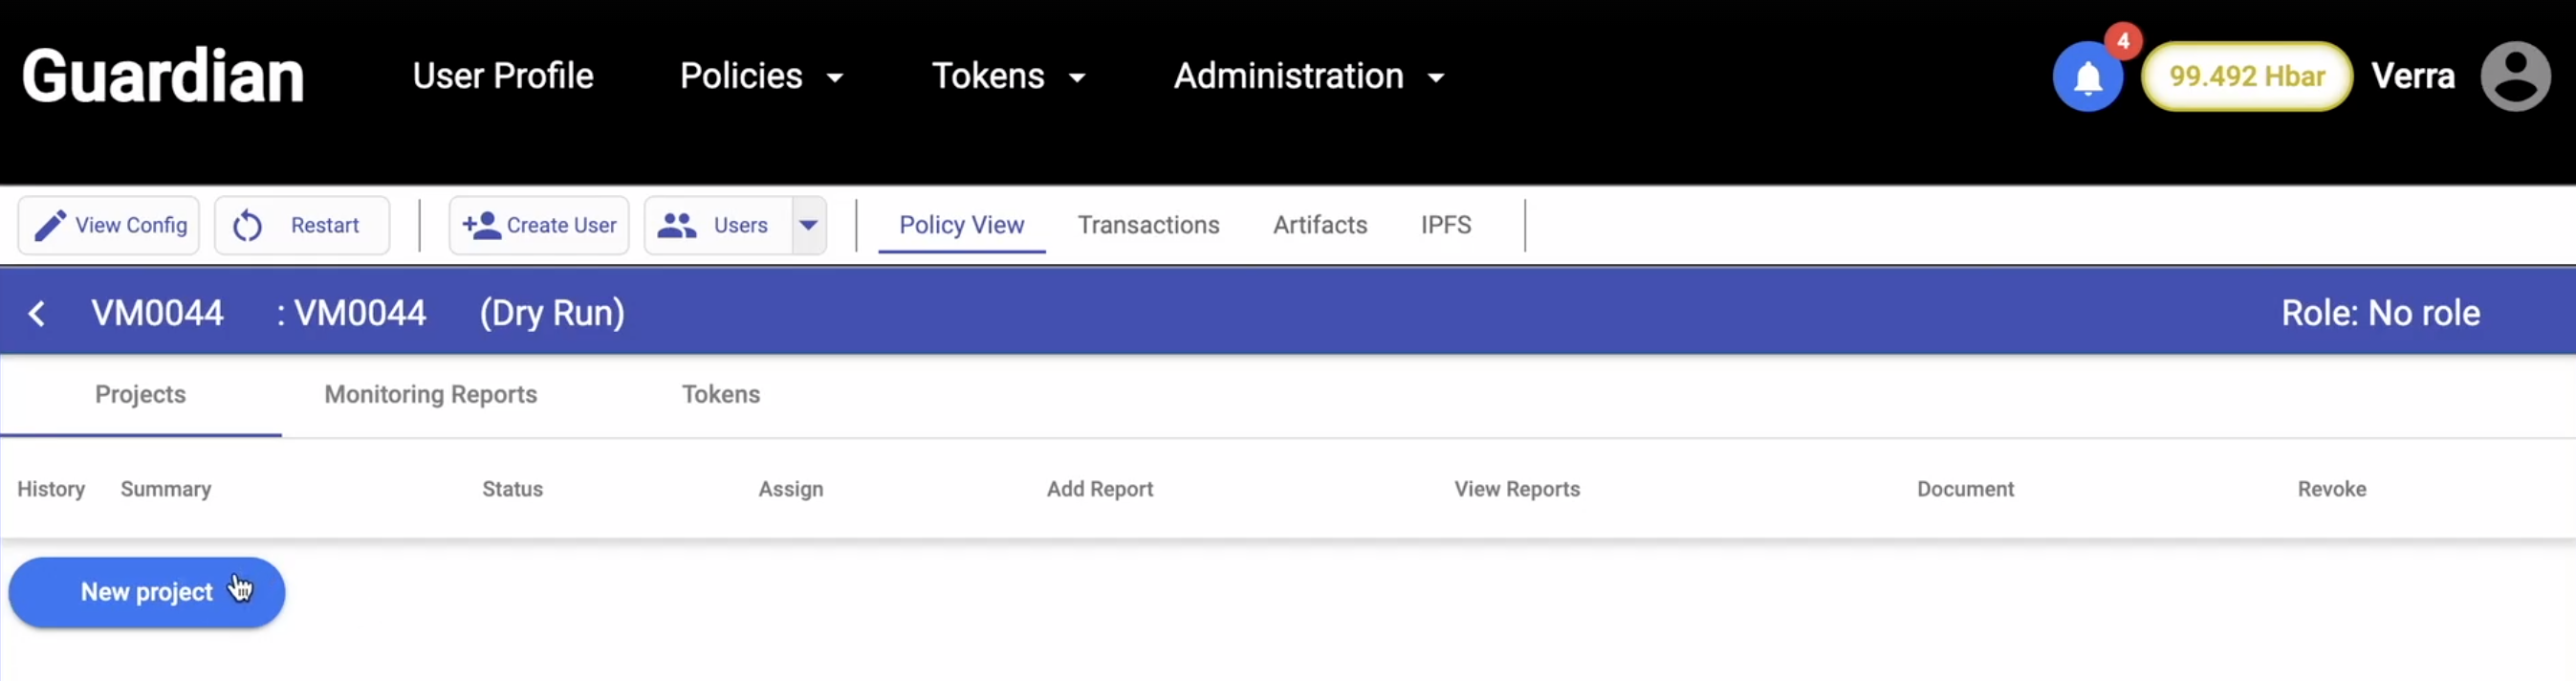 Guardian User Profile Policies Tokens Administration 4 99.492 Hbar Verra
View Config Restart Create User Users Policy View Transactions Artifacts IPFS
VM0044 : VM0044 (Dry Run) Role: No role
Projects Monitoring Reports Tokens
History Summary Status Assign Add Report View Reports Document Revoke
New project